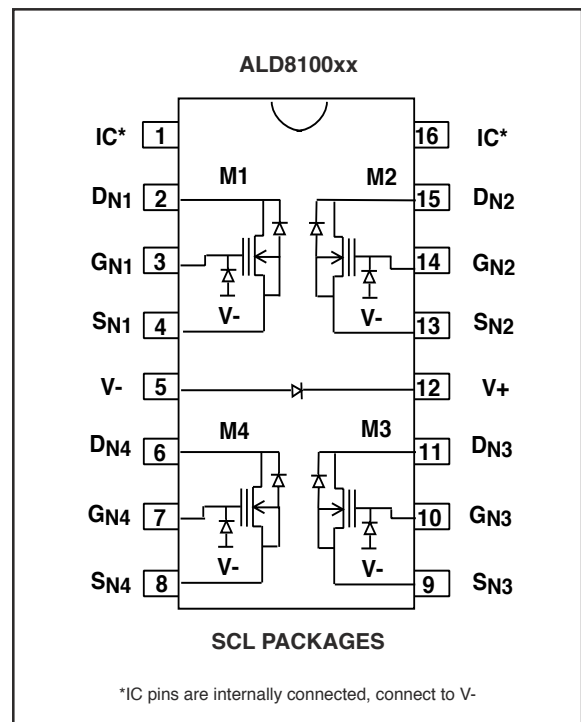 ALD8100xx
IC* 1 16 IC*
DN1 2 M1 M2 15 DN2
GN1 3 14 GN2
SN1 4 V- V- 13 SN2
V- 5 12 V+
DN4 6 M4 M3 11 DN3
GN4 7 10 GN3
SN4 8 V- V- 9 SN3
SCL PACKAGES
*IC pins are internally connected, connect to V-